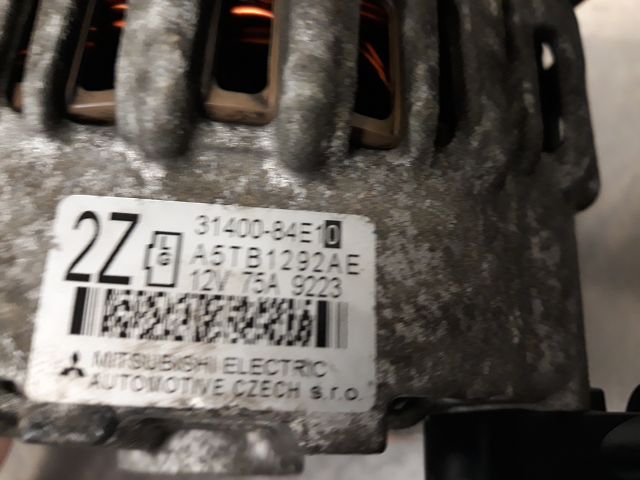 2Z
L
G
31400-84E10
A5TB1292AE
12V 75A 9223
MITSUBISHI ELECTRIC
AUTOMOTIVE CZECH s.r.o.